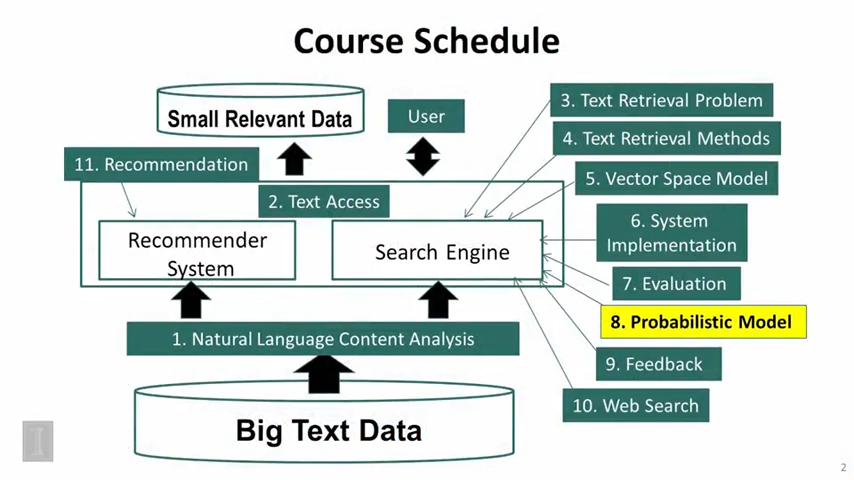 Course Schedule
Small Relevant Data
User
3. Text Retrieval Problem
4. Text Retrieval Methods
11. Recommendation
5. Vector Space Model
2. Text Access
6. System
Implementation
Recommender
System
Search Engine
7. Evaluation
8. Probabilistic Model
1. Natural Language Content Analysis
9. Feedback
10. Web Search
Big Text Data
I
2